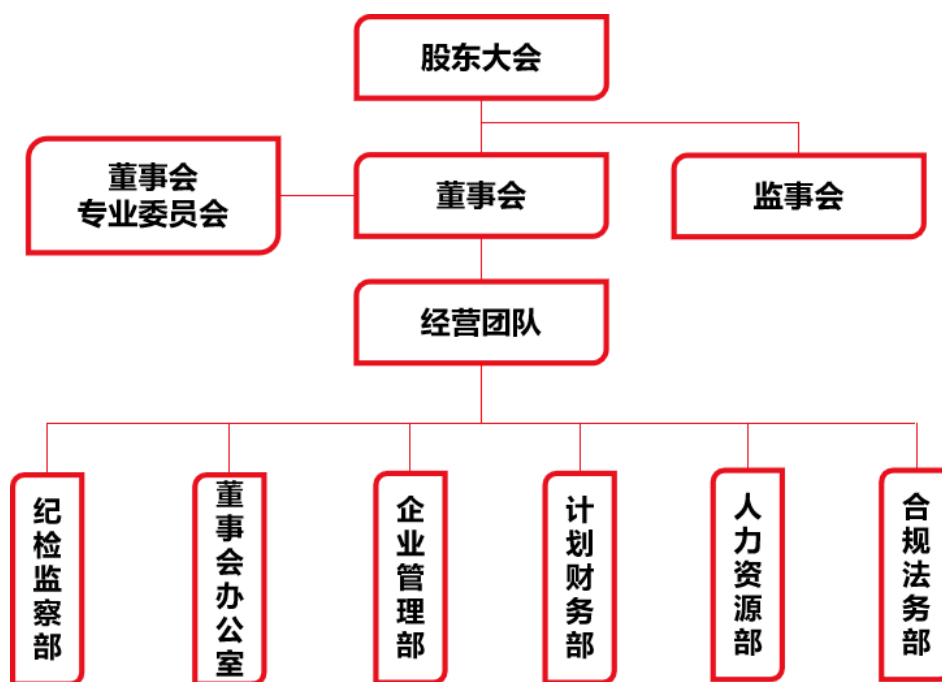 股东大会
董事会
专业委员会
董事会
监事会
经营团队
纪检监察部
董事会办公室
企业管理部
计划财务部
人力资源部
合规法务部